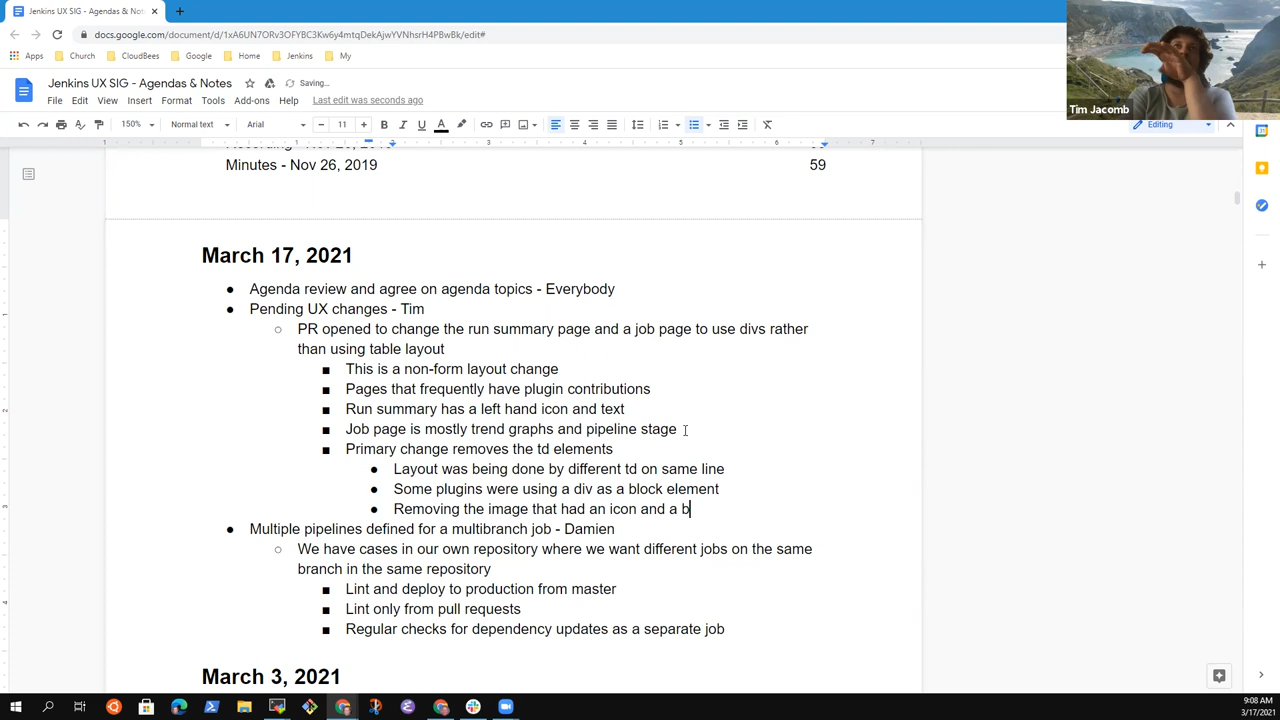 Jenkins UX SIG - Agendas & Not
docs.google.com/document/d/1xA6UN7ORv3OFYBC3Kw6y4mtqDekAjwYVNhsrH4PBwBk/edit#
Apps Church CloudBees Google Home Jenkins My
Tim Jacomb
Jenkins UX SIG - Agendas & Notes Saving...
File Edit View Insert Format Tools Add-ons Help Last edit was seconds ago
150% Normal text Arial 11 Editing
Minutes - Nov 26, 2019 59
March 17, 2021
● Agenda review and agree on agenda topics - Everybody
● Pending UX changes - Tim
○ PR opened to change the run summary page and a job page to use divs rather
than using table layout
■ This is a non-form layout change
■ Pages that frequently have plugin contributions
■ Run summary has a left hand icon and text
■ Job page is mostly trend graphs and pipeline stage
■ Primary change removes the td elements
● Layout was being done by different td on same line
● Some plugins were using a div as a block element
● Removing the image that had an icon and a b
● Multiple pipelines defined for a multibranch job - Damien
○ We have cases in our own repository where we want different jobs on the same
branch in the same repository
■ Lint and deploy to production from master
■ Lint only from pull requests
■ Regular checks for dependency updates as a separate job
March 3, 2021
9:08 AM
3/17/2021